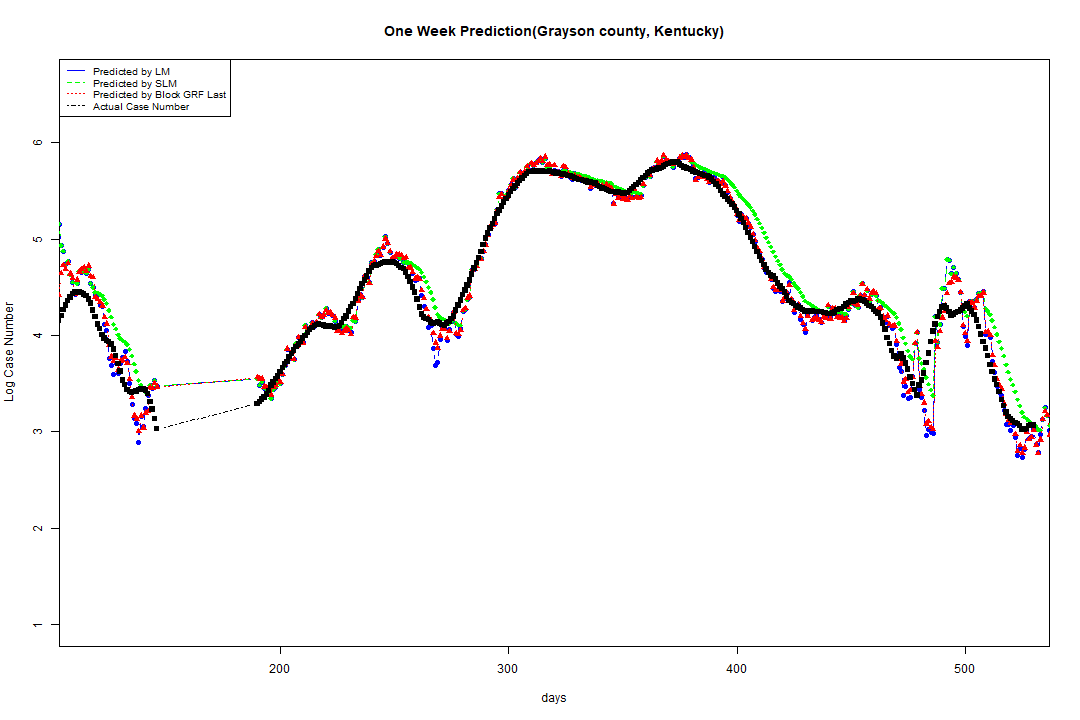 One Week Prediction(Grayson county, Kentucky)
Predicted by LM
Predicted by SLM
Predicted by Block GRF Last
Actual Case Number
6
5
4
3
2
1
Log Case Number
200 300 400 500
days